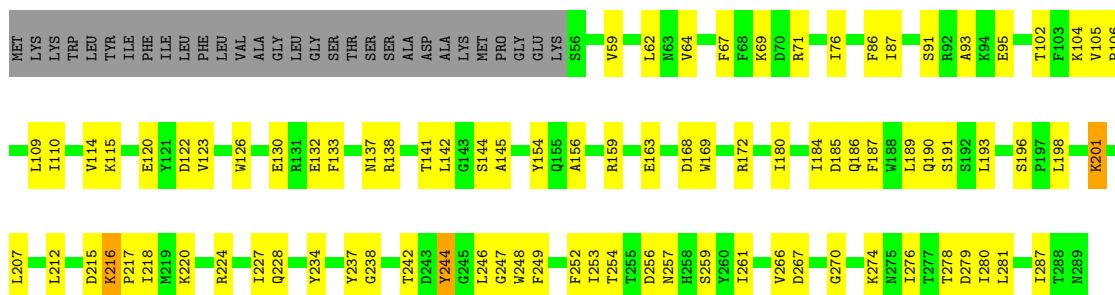 MET LYS LYS TRP LEU TYR ILE PHE ILE LEU PHE LEU VAL ALA GLY LEU GLY SER THR SER SER ALA ASP ALA LYS MET PRO GLY GLU LYS S56 V59 L62 N63 V64 F67 F68 K69 D70 R71 I76 F86 I87 S91 R92 A93 K94 E95 T102 F103 K104 V105 P106
L109 I110 V114 K115 E120 Y121 D122 V123 W126 E130 R131 E132 F133 N137 R138 T141 L142 G143 S144 A145 Y154 Q155 A156 R159 E163 D168 W169 R172 I180 I184 D185 Q186 F187 W188 L189 Q190 S191 S192 L193 S196 P197 L198 K201
L207 L212 D215 K216 P217 I218 M219 K220 R224 I227 Q228 Y234 Y237 G238 T242 D243 Y244 G245 L246 G247 W248 F249 F252 I253 T254 T255 D256 N257 H258 S259 Y260 I261 V266 D267 G270 K274 N275 I276 T277 T278 D279 I280 L281 I287 T288 N289